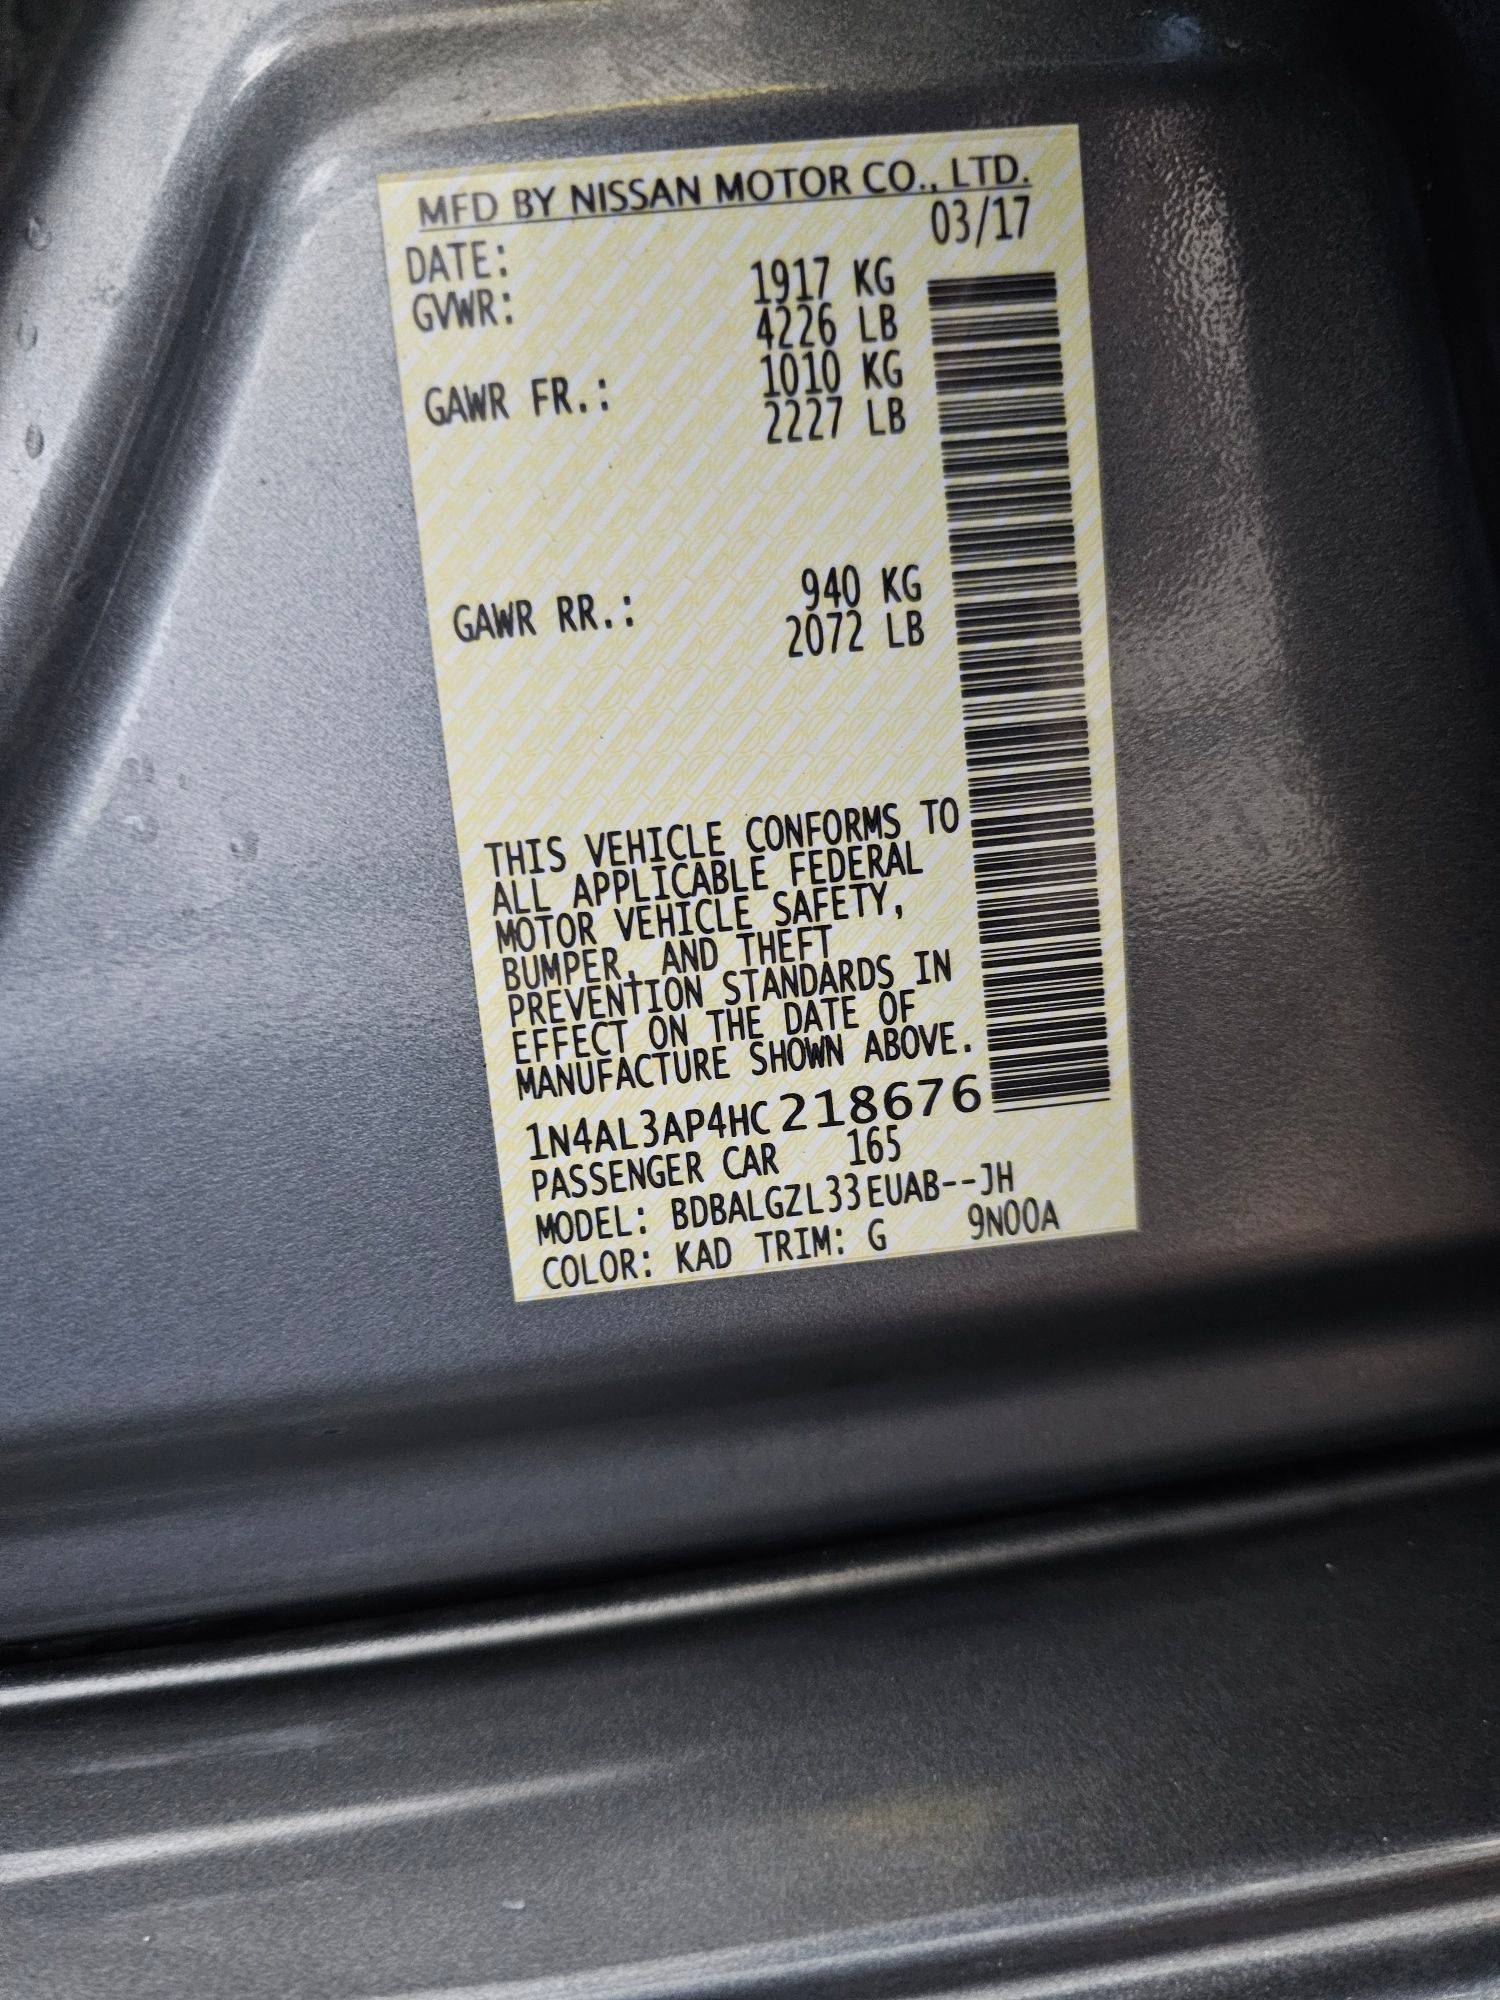 MFD BY NISSAN MOTOR CO., LTD.
DATE: 03/17
GVWR: 1917 KG
4226 LB
GAWR FR.: 1010 KG
2227 LB
GAWR RR.: 940 KG
2072 LB
THIS VEHICLE CONFORMS TO
ALL APPLICABLE FEDERAL
MOTOR VEHICLE SAFETY,
BUMPER, AND THEFT
PREVENTION STANDARDS IN
EFFECT ON THE DATE OF
MANUFACTURE SHOWN ABOVE.
1N4AL3AP4HC218676
PASSENGER CAR 165
MODEL: BDBALGZL33EUAB--JH
COLOR: KAD TRIM: G 9N00A